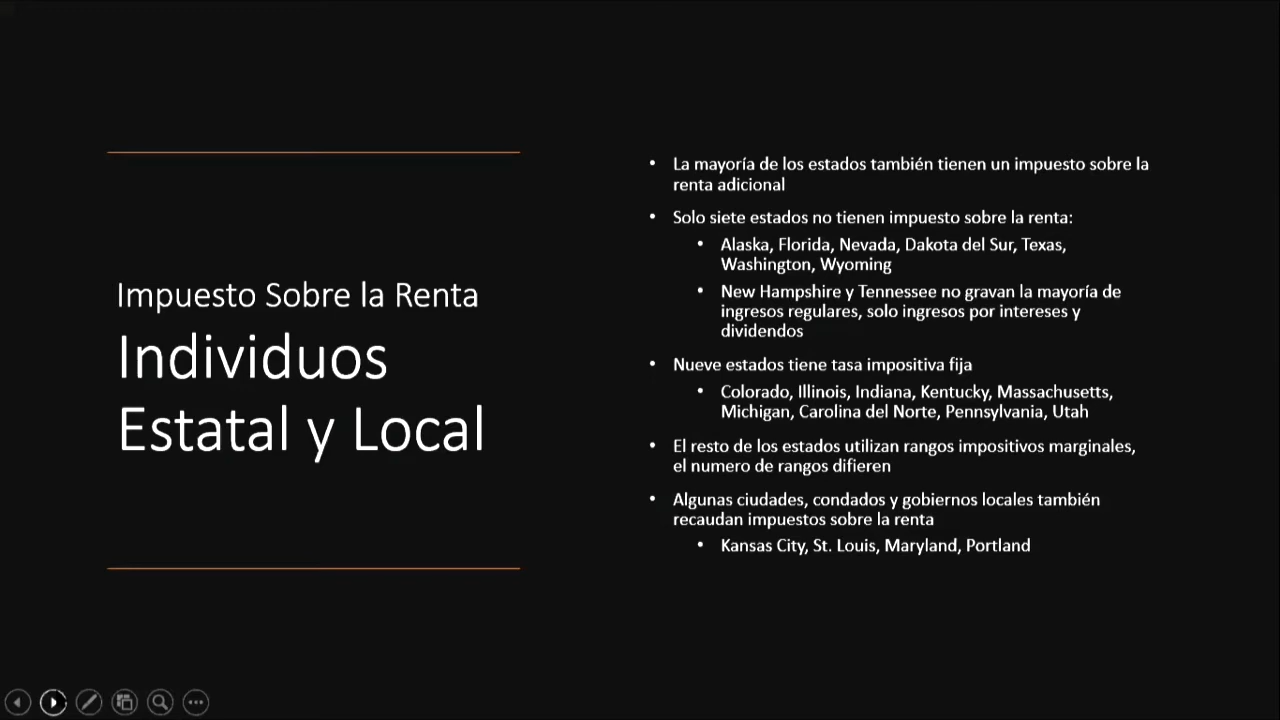 Impuesto Sobre la Renta
Individuos
Estatal y Local
• La mayoría de los estados también tienen un impuesto sobre la
renta adicional
• Solo siete estados no tienen impuesto sobre la renta:
• Alaska, Florida, Nevada, Dakota del Sur, Texas,
Washington, Wyoming
• New Hampshire y Tennessee no gravan la mayoría de
ingresos regulares, solo ingresos por intereses y
dividendos
• Nueve estados tiene tasa impositiva fija
• Colorado, Illinois, Indiana, Kentucky, Massachusetts,
Michigan, Carolina del Norte, Pennsylvania, Utah
• El resto de los estados utilizan rangos impositivos marginales,
el numero de rangos difieren
• Algunas ciudades, condados y gobiernos locales también
recaudan impuestos sobre la renta
• Kansas City, St. Louis, Maryland, Portland